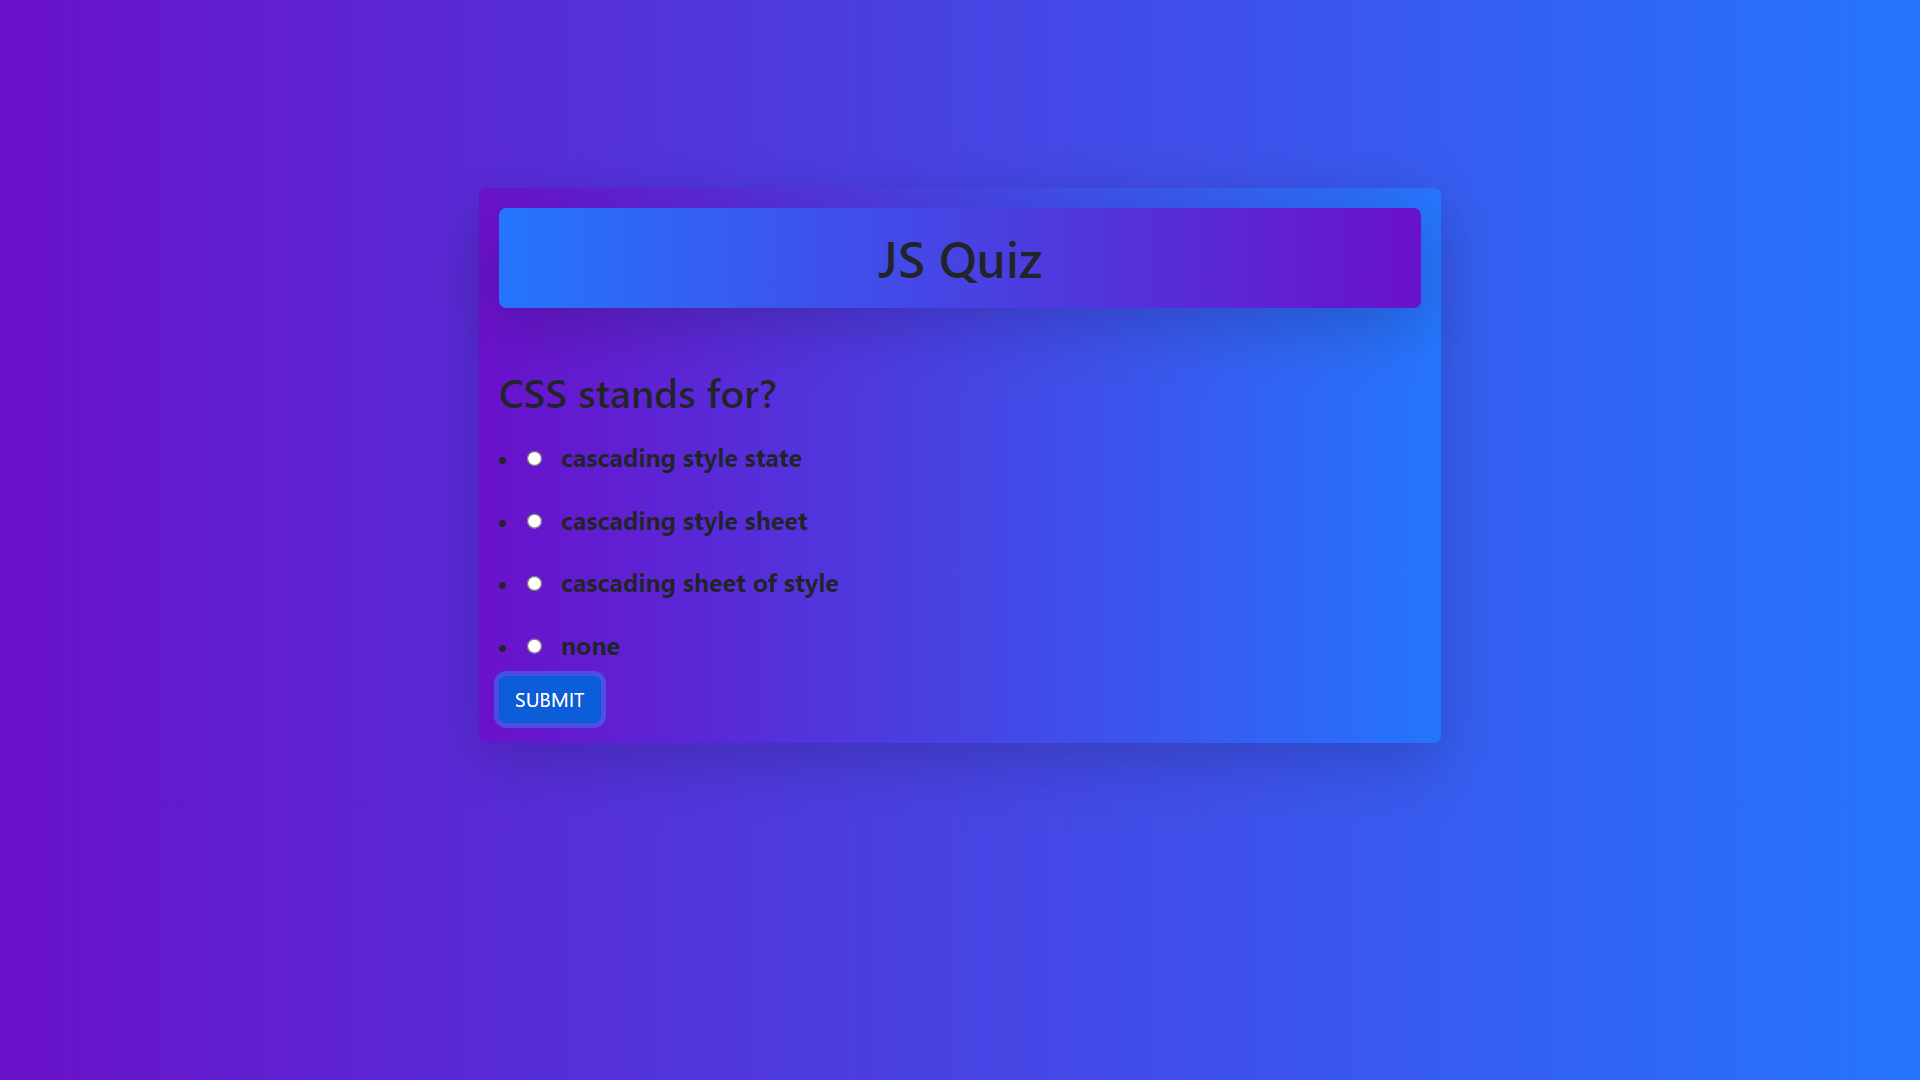 JS Quiz
CSS stands for?
cascading style state
cascading style sheet
cascading sheet of style
none
SUBMIT